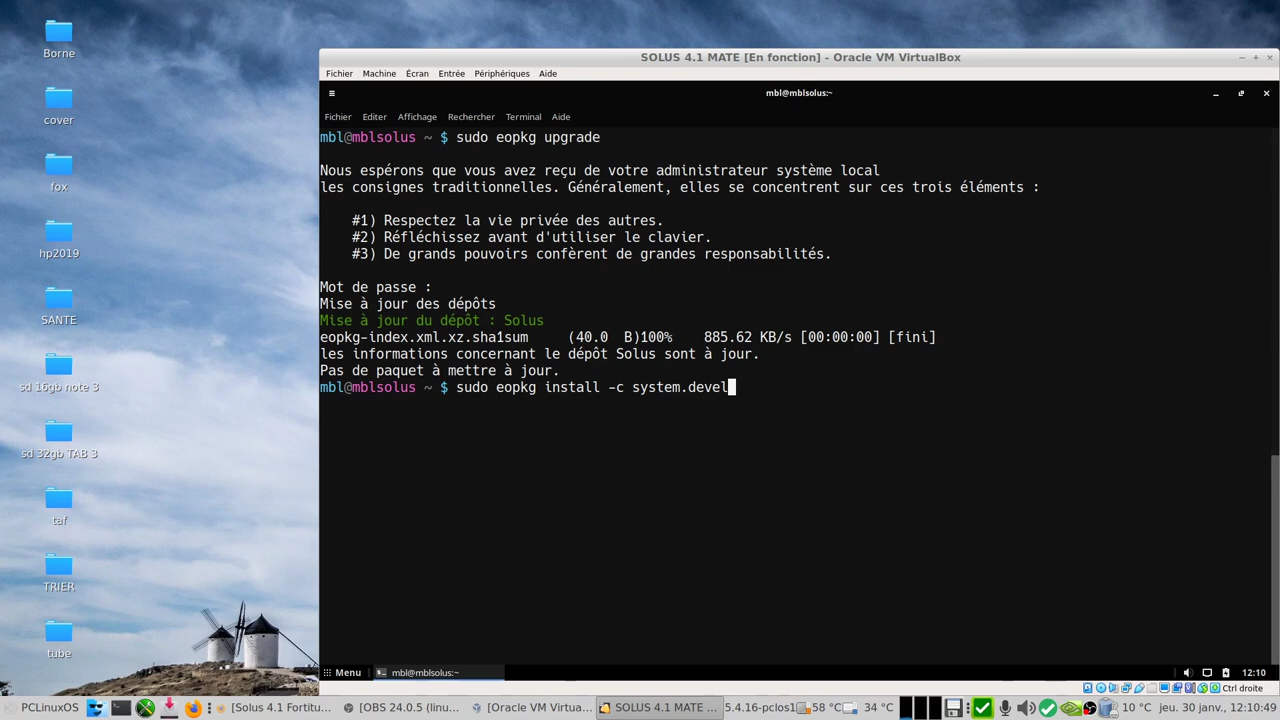 Borne
cover
fox
hp2019
SANTE
sd 16gb note 3
sd 32gb TAB 3
taf
TRIER
tube
SOLUS 4.1 MATE [En fonction] - Oracle VM VirtualBox
Fichier Machine Écran Entrée Périphériques Aide
mbl@mblsolus:~
Fichier Editer Affichage Rechercher Terminal Aide
mbl@mblsolus ~ $ sudo eopkg upgrade
Nous espérons que vous avez reçu de votre administrateur système local
les consignes traditionnelles. Généralement, elles se concentrent sur ces trois éléments :
#1) Respectez la vie privée des autres.
#2) Réfléchissez avant d'utiliser le clavier.
#3) De grands pouvoirs confèrent de grandes responsabilités.
Mot de passe :
Mise à jour des dépôts
Mise à jour du dépôt : Solus
eopkg-index.xml.xz.sha1sum (40.0 B)100% 885.62 KB/s [00:00:00] [fini]
les informations concernant le dépôt Solus sont à jour.
Pas de paquet à mettre à jour.
mbl@mblsolus ~ $ sudo eopkg install -c system.devel
Menu mbl@mblsolus:~ 12:10
Ctrl droite
PCLinuxOS [Solus 4.1 Fortitu... [OBS 24.0.5 (linu... [Oracle VM Virtua... SOLUS 4.1 MATE ... 5.4.16-pclos1 58 °C 34 °C 10 °C jeu. 30 janv., 12:10:49